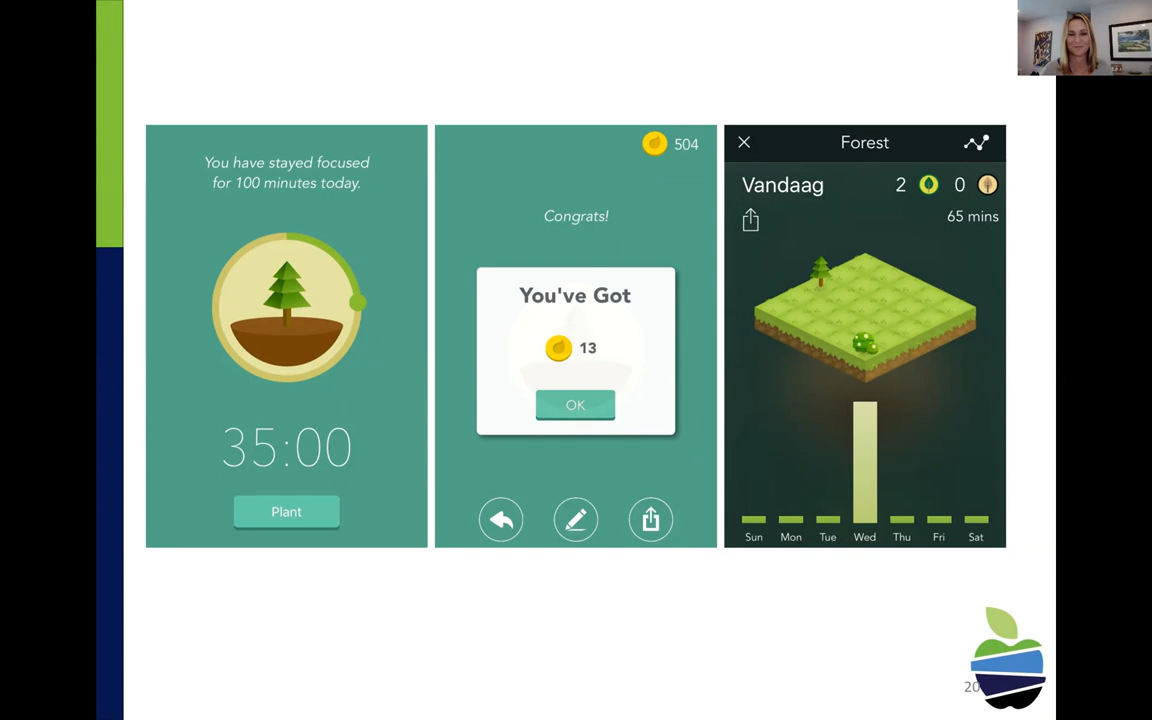 You have stayed focused
for 100 minutes today.
35:00
Plant
504
Congrats!
You've Got
13
OK
Forest
Vandaag
2
0
65 mins
Sun Mon Tue Wed Thu Fri Sat
20